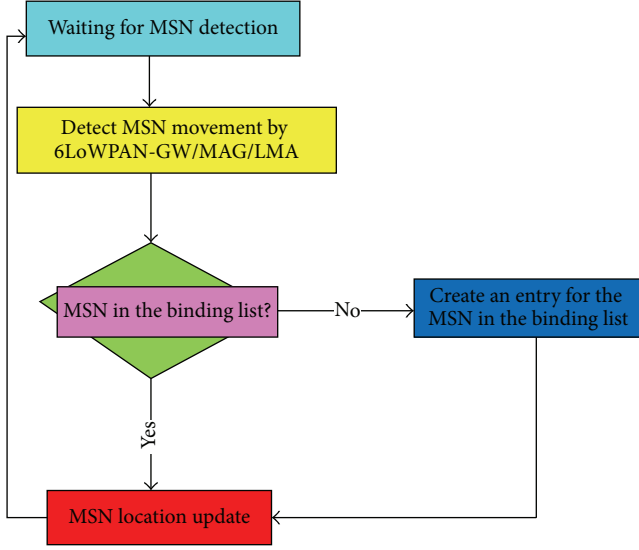 Waiting for MSN detection
Detect MSN movement by
6LoWPAN-GW/MAG/LMA
MSN in the binding list?
No
Create an entry for the
MSN in the binding list
Yes
MSN location update